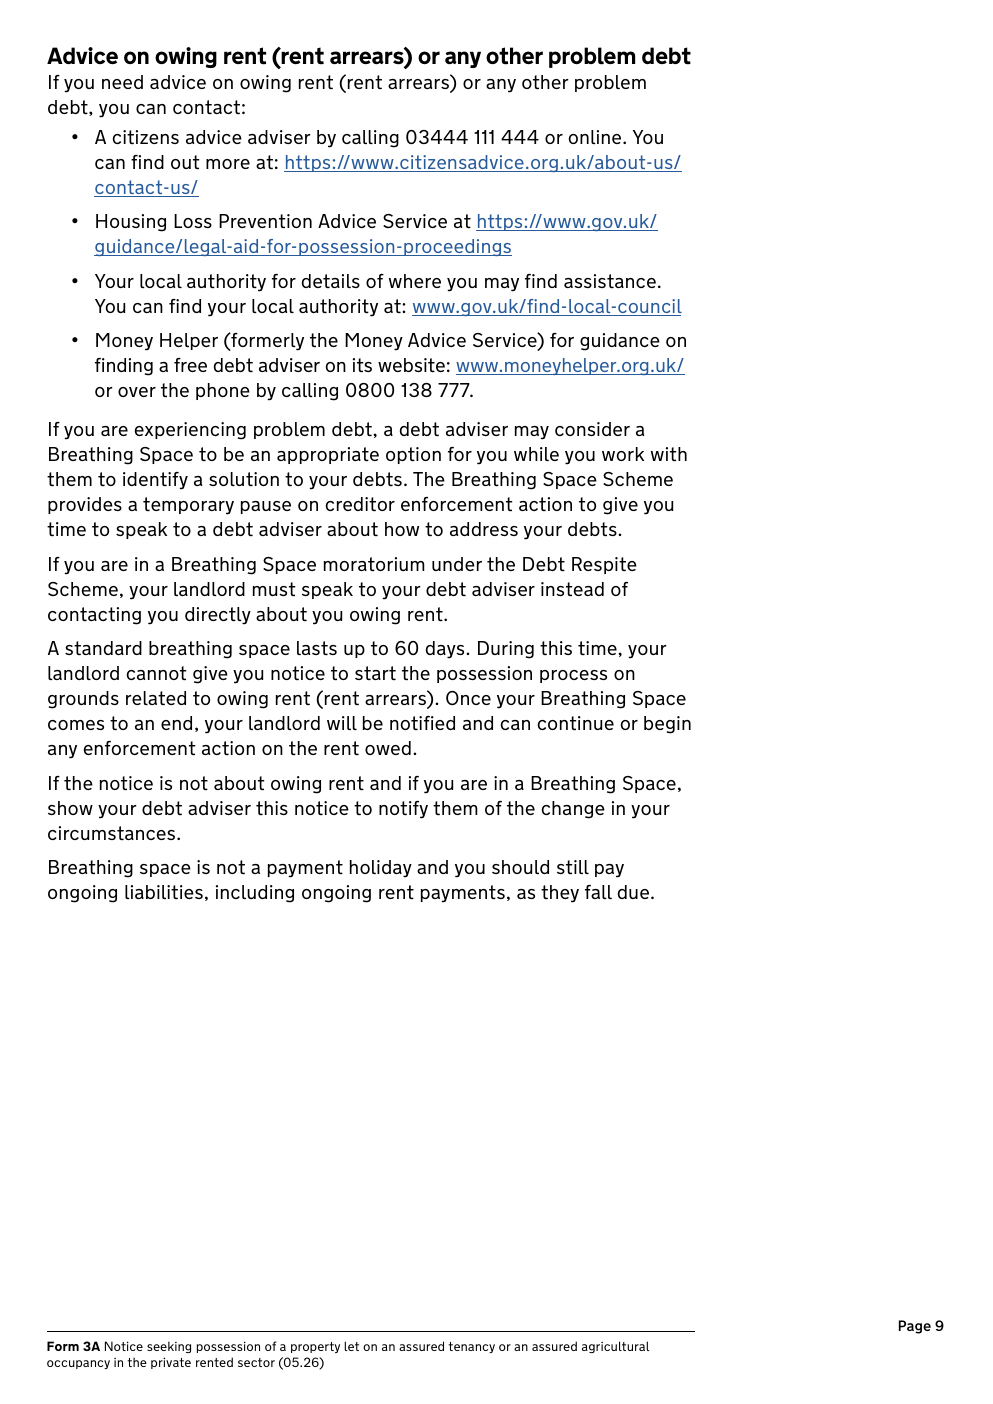 Advice on owing rent (rent arrears) or any other problem debt
If you need advice on owing rent (rent arrears) or any other problem
debt, you can contact:
• A citizens advice adviser by calling 03444 111 444 or online. You
can find out more at: https://www.citizensadvice.org.uk/about-us/
contact-us/
• Housing Loss Prevention Advice Service at https://www.gov.uk/
guidance/legal-aid-for-possession-proceedings
• Your local authority for details of where you may find assistance.
You can find your local authority at: www.gov.uk/find-local-council
• Money Helper (formerly the Money Advice Service) for guidance on
finding a free debt adviser on its website: www.moneyhelper.org.uk/
or over the phone by calling 0800 138 777.
If you are experiencing problem debt, a debt adviser may consider a
Breathing Space to be an appropriate option for you while you work with
them to identify a solution to your debts. The Breathing Space Scheme
provides a temporary pause on creditor enforcement action to give you
time to speak to a debt adviser about how to address your debts.
If you are in a Breathing Space moratorium under the Debt Respite
Scheme, your landlord must speak to your debt adviser instead of
contacting you directly about you owing rent.
A standard breathing space lasts up to 60 days. During this time, your
landlord cannot give you notice to start the possession process on
grounds related to owing rent (rent arrears). Once your Breathing Space
comes to an end, your landlord will be notified and can continue or begin
any enforcement action on the rent owed.
If the notice is not about owing rent and if you are in a Breathing Space,
show your debt adviser this notice to notify them of the change in your
circumstances.
Breathing space is not a payment holiday and you should still pay
ongoing liabilities, including ongoing rent payments, as they fall due.
Page 9
Form 3A Notice seeking possession of a property let on an assured tenancy or an assured agricultural
occupancy in the private rented sector (05.26)